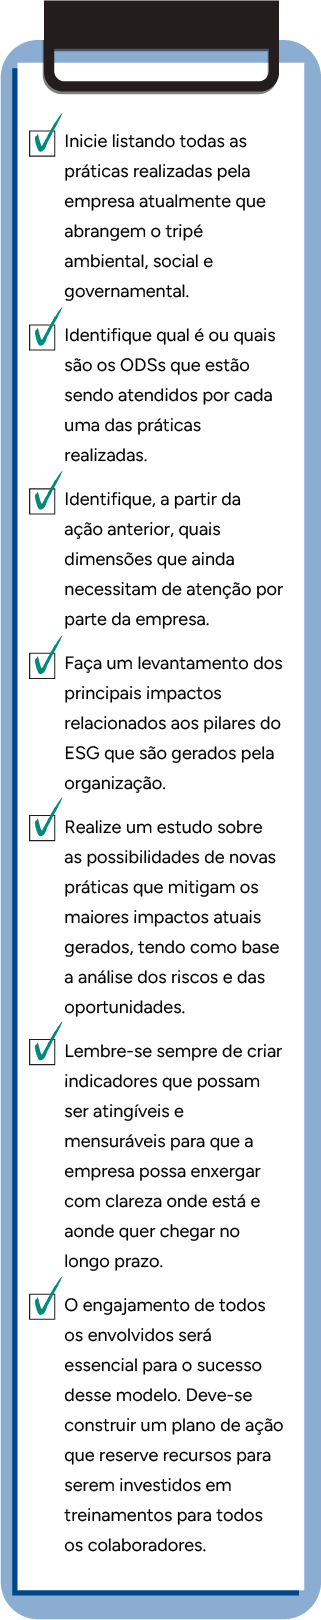 Inicie listando todas as
práticas realizadas pela
empresa atualmente que
abrangem o tripé
ambiental, social e
governamental.
Identifique qual é ou quais
são os ODSs que estão
sendo atendidos por cada
uma das práticas
realizadas.
Identifique, a partir da
ação anterior, quais
dimensões que ainda
necessitam de atenção por
parte da empresa.
Faça um levantamento dos
principais impactos
relacionados aos pilares do
ESG que são gerados pela
organização.
Realize um estudo sobre
as possibilidades de novas
práticas que mitigam os
maiores impactos atuais
gerados, tendo como base
a análise dos riscos e das
oportunidades.
Lembre-se sempre de criar
indicadores que possam
ser atingíveis e
mensuráveis para que a
empresa possa enxergar
com clareza onde está e
aonde quer chegar no
longo prazo.
O engajamento de todos
os envolvidos será
essencial para o sucesso
desse modelo. Deve-se
construir um plano de ação
que reserve recursos para
serem investidos em
treinamentos para todos
os colaboradores.